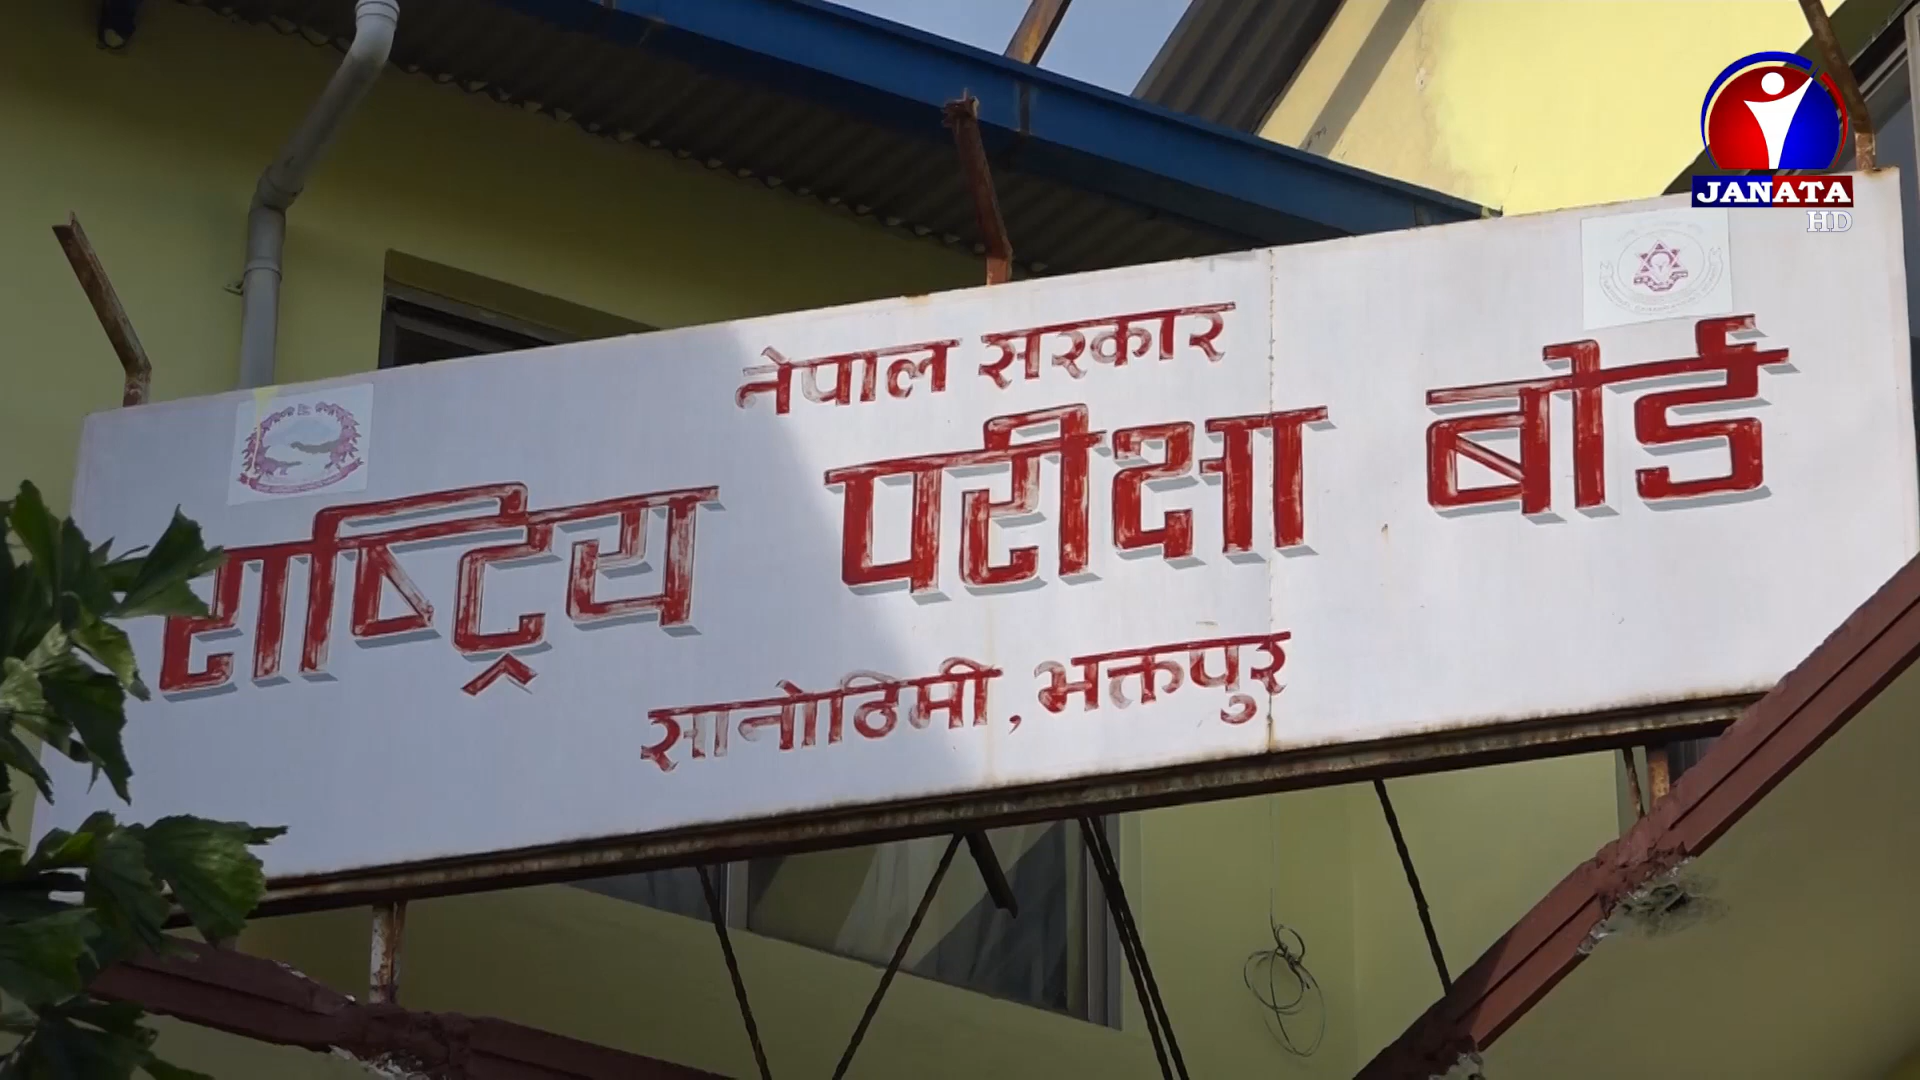 JANATA
HD
नेपाल सरकार
राष्ट्रिय परीक्षा बोर्ड
सानोठिमी, भक्तपुर